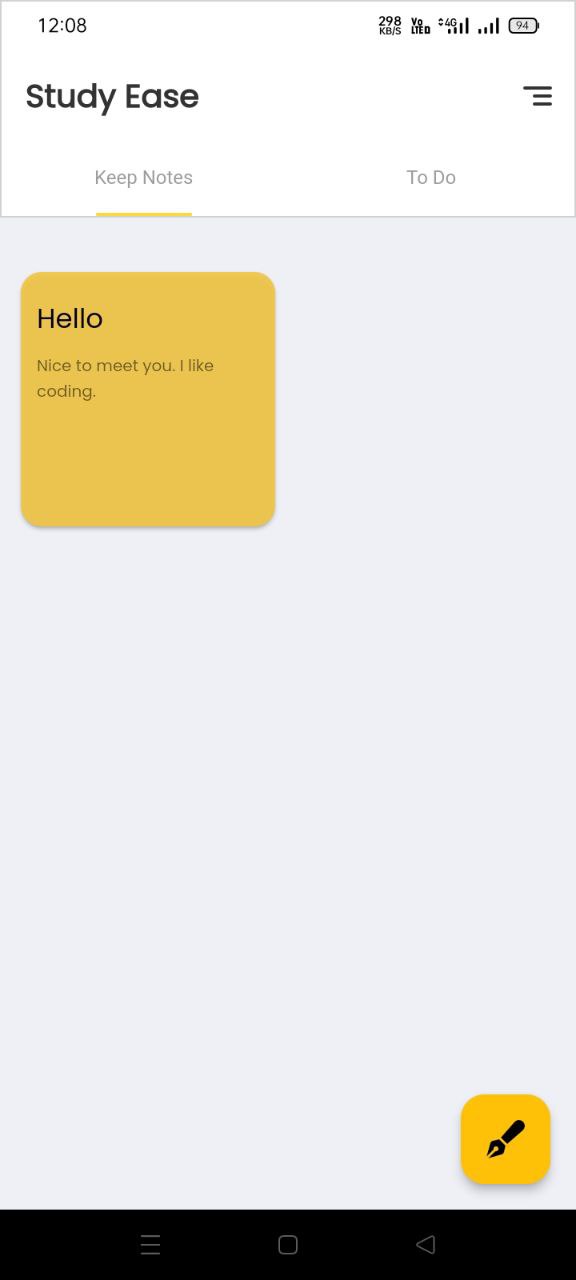 12:08
298 KB/S Vo LTE D 4G 94
Study Ease
Keep Notes
To Do
Hello
Nice to meet you. I like
coding.